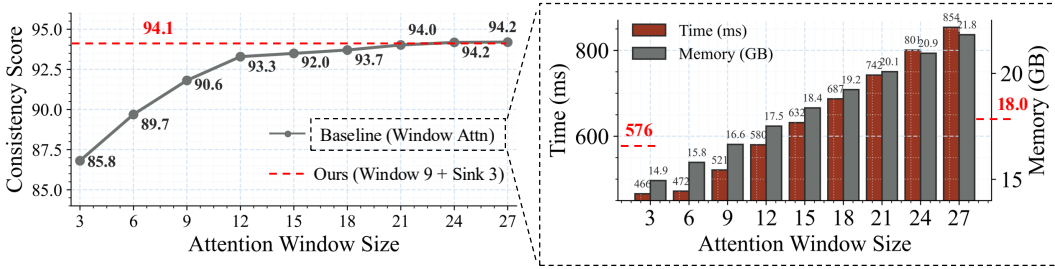 Consistency Score
95.0
92.5
90.0
87.5
85.0
94.1
85.8
89.7
90.6
93.3
92.0
93.7
94.0
94.2
94.2
Baseline (Window Attn)
Ours (Window 9 + Sink 3)
3 6 9 12 15 18 21 24 27
Attention Window Size
Time (ms)
800
600
576
Time (ms)
Memory (GB)
466 14.9
472 15.8
521 16.6
580 17.5
632 18.4
687 19.2
742 20.1
801 20.9
854 21.8
20
18.0
15
Memory (GB)
3 6 9 12 15 18 21 24 27
Attention Window Size